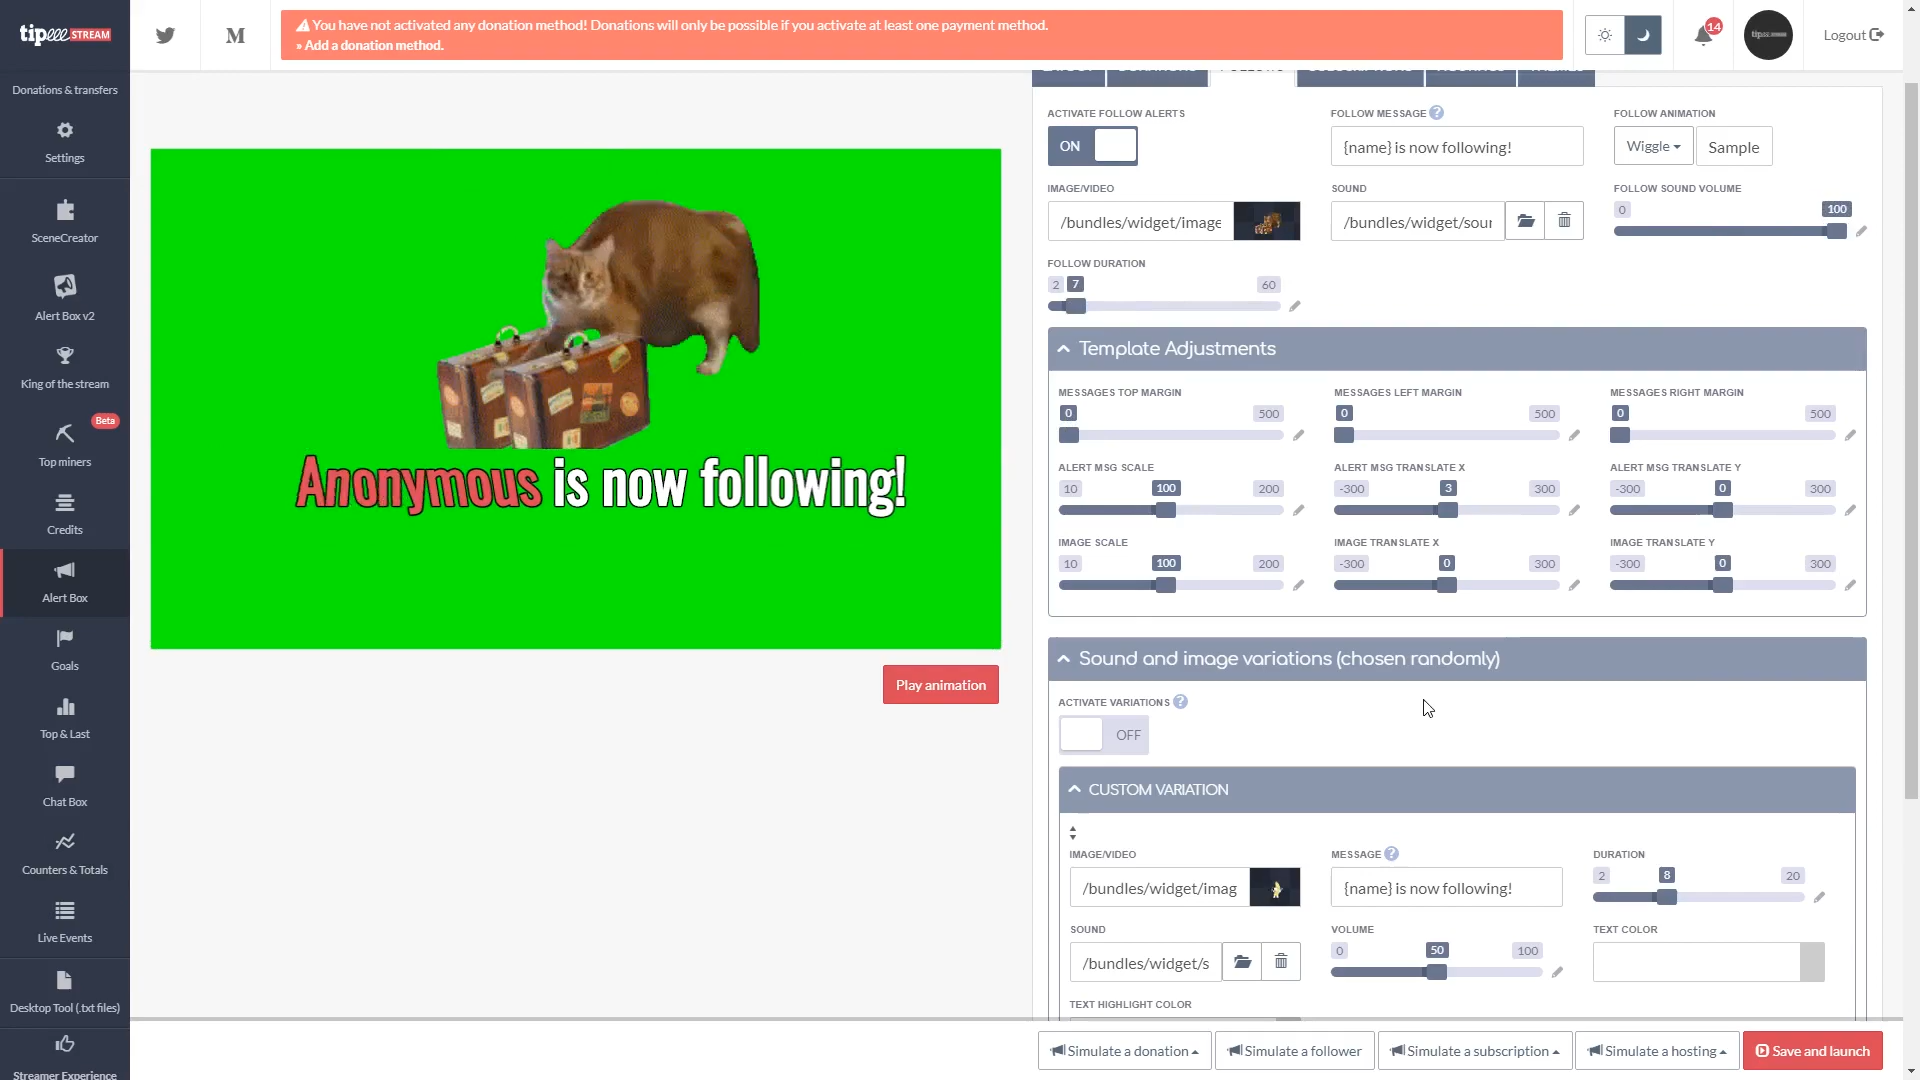 tipeee STREAM
M
You have not activated any donation method! Donations will only be possible if you activate at least one payment method.
» Add a donation method.
14
Logout
Donations & transfers
Settings
SceneCreator
Alert Box v2
King of the stream
Beta
Top miners
Credits
Alert Box
Goals
Top & Last
Chat Box
Counters & Totals
Live Events
Desktop Tool (.txt files)
Streamer Experience
Anonymous is now following!
Play animation
ACTIVATE FOLLOW ALERTS
FOLLOW MESSAGE ?
FOLLOW ANIMATION
ON
{name} is now following!
Wiggle
Sample
IMAGE/VIDEO
SOUND
FOLLOW SOUND VOLUME
/bundles/widget/image
/bundles/widget/sour
0
100
FOLLOW DURATION
2
7
60
Template Adjustments
MESSAGES TOP MARGIN
MESSAGES LEFT MARGIN
MESSAGES RIGHT MARGIN
0
500
0
500
0
500
ALERT MSG SCALE
ALERT MSG TRANSLATE X
ALERT MSG TRANSLATE Y
10
100
200
-300
3
300
-300
0
300
IMAGE SCALE
IMAGE TRANSLATE X
IMAGE TRANSLATE Y
10
100
200
-300
0
300
-300
0
300
Sound and image variations (chosen randomly)
ACTIVATE VARIATIONS ?
OFF
CUSTOM VARIATION
IMAGE/VIDEO
MESSAGE ?
DURATION
/bundles/widget/imag
{name} is now following!
2
8
20
SOUND
VOLUME
TEXT COLOR
/bundles/widget/s
0
50
100
TEXT HIGHLIGHT COLOR
Simulate a donation
Simulate a follower
Simulate a subscription
Simulate a hosting
Save and launch